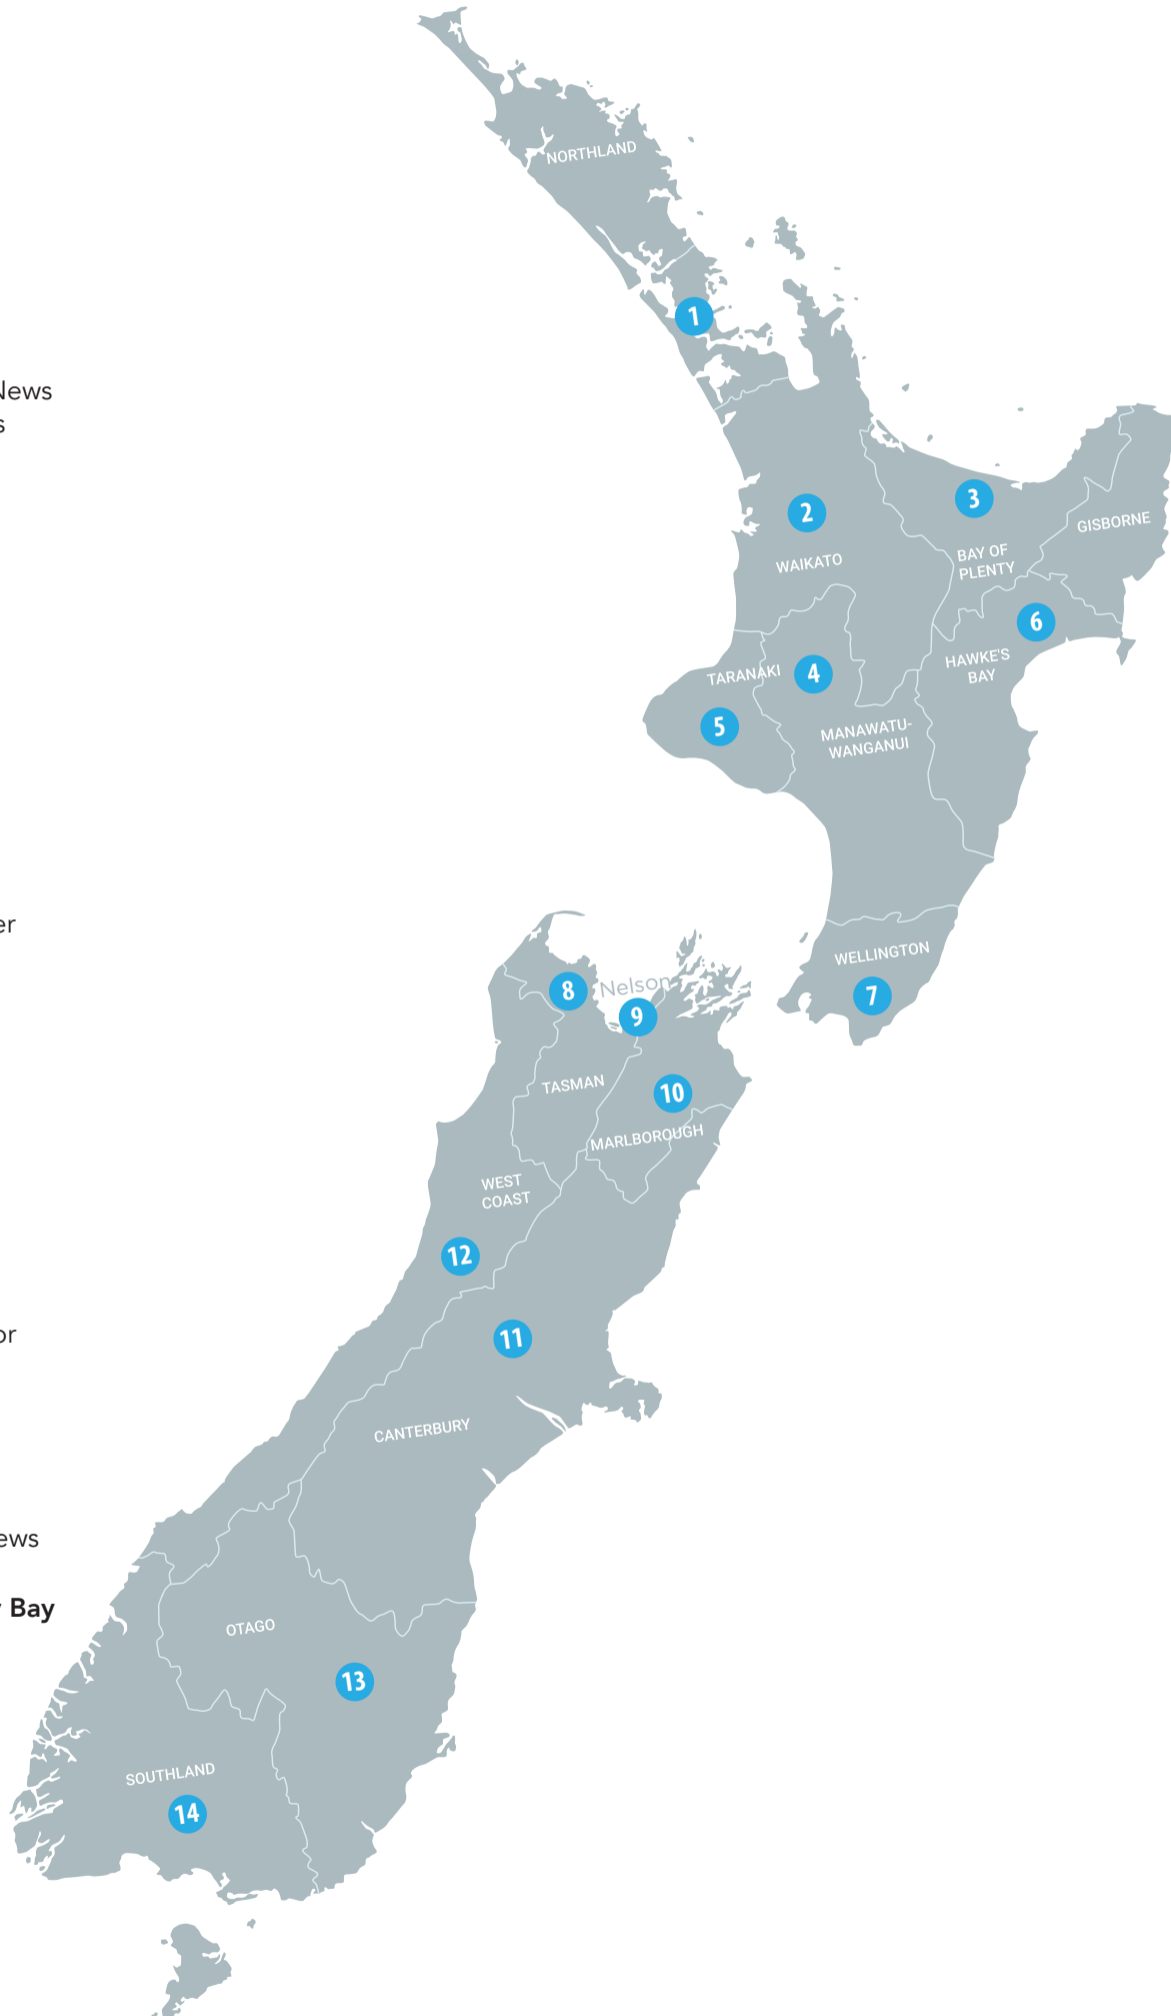 NORTHLAND
1
News
s
2
3
GISBORNE
BAY OF
PLENTY
WAIKATO
6
HAWKE'S
BAY
TARANAKI
4
5
MANAWATU-
WANGANUI
er
WELLINGTON
7
8
Nelson
9
TASMAN
10
MARLBOROUGH
WEST
COAST
12
or
11
CANTERBURY
ews
Bay
OTAGO
13
SOUTHLAND
14